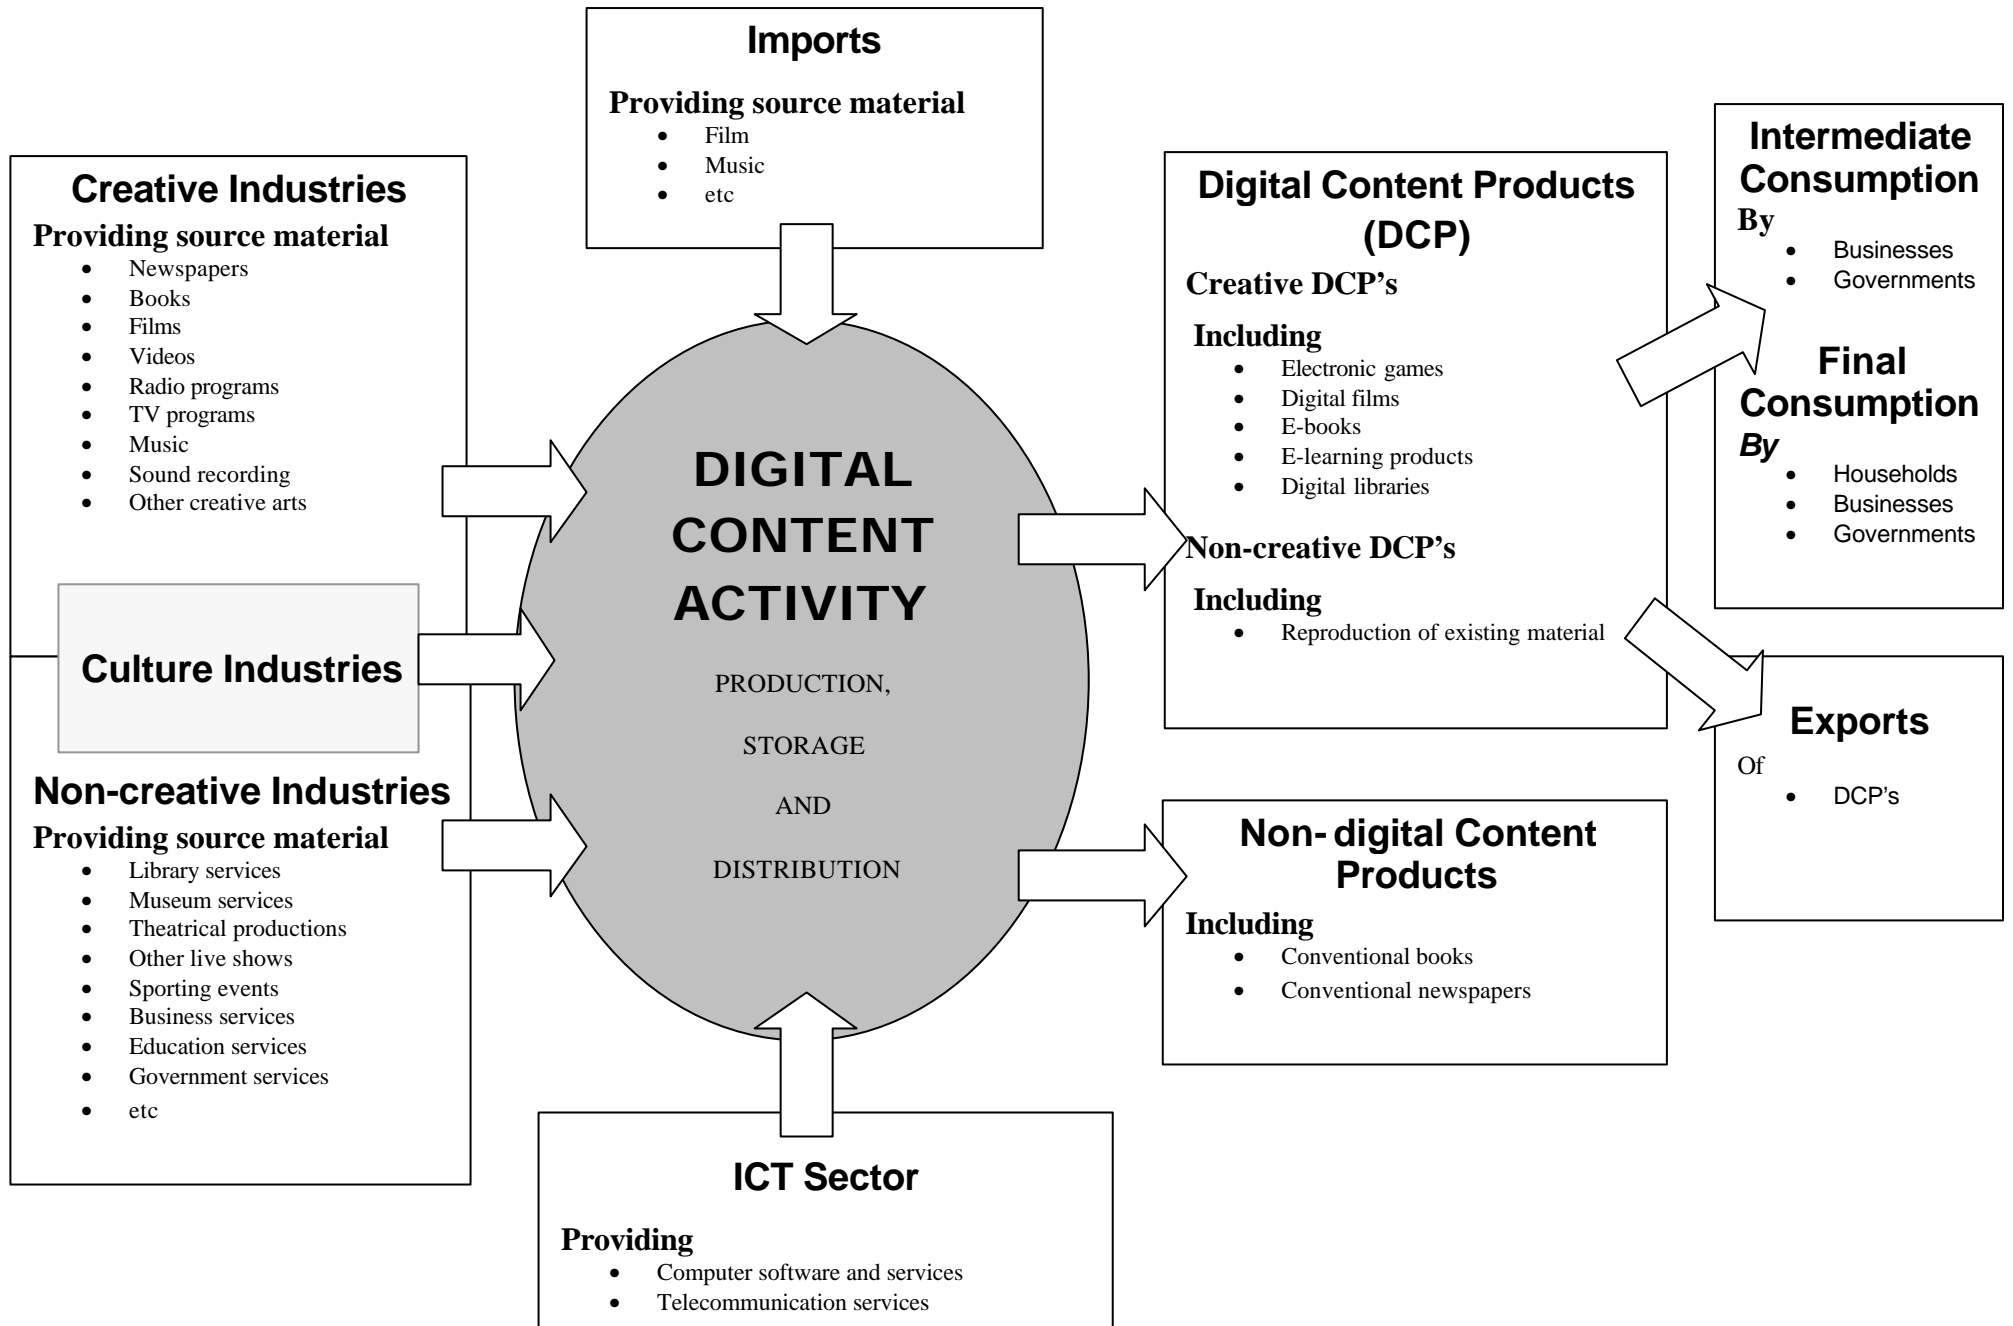 Imports
Providing source material
• Film
• Music
• etc
Creative Industries
Providing source material
• Newspapers
• Books
• Films
• Videos
• Radio programs
• TV programs
• Music
• Sound recording
• Other creative arts
Culture Industries
Non-creative Industries
Providing source material
• Library services
• Museum services
• Theatrical productions
• Other live shows
• Sporting events
• Business services
• Education services
• Government services
• etc
DIGITAL
CONTENT
ACTIVITY
PRODUCTION,
STORAGE
AND
DISTRIBUTION
ICT Sector
Providing
• Computer software and services
• Telecommunication services
Digital Content Products
(DCP)
Creative DCP’s
Including
• Electronic games
• Digital films
• E-books
• E-learning products
• Digital libraries
Non-creative DCP’s
Including
• Reproduction of existing material
Non-digital Content
Products
Including
• Conventional books
• Conventional newspapers
Intermediate
Consumption
By
• Businesses
• Governments
Final
Consumption
By
• Households
• Businesses
• Governments
Exports
Of
• DCP’s